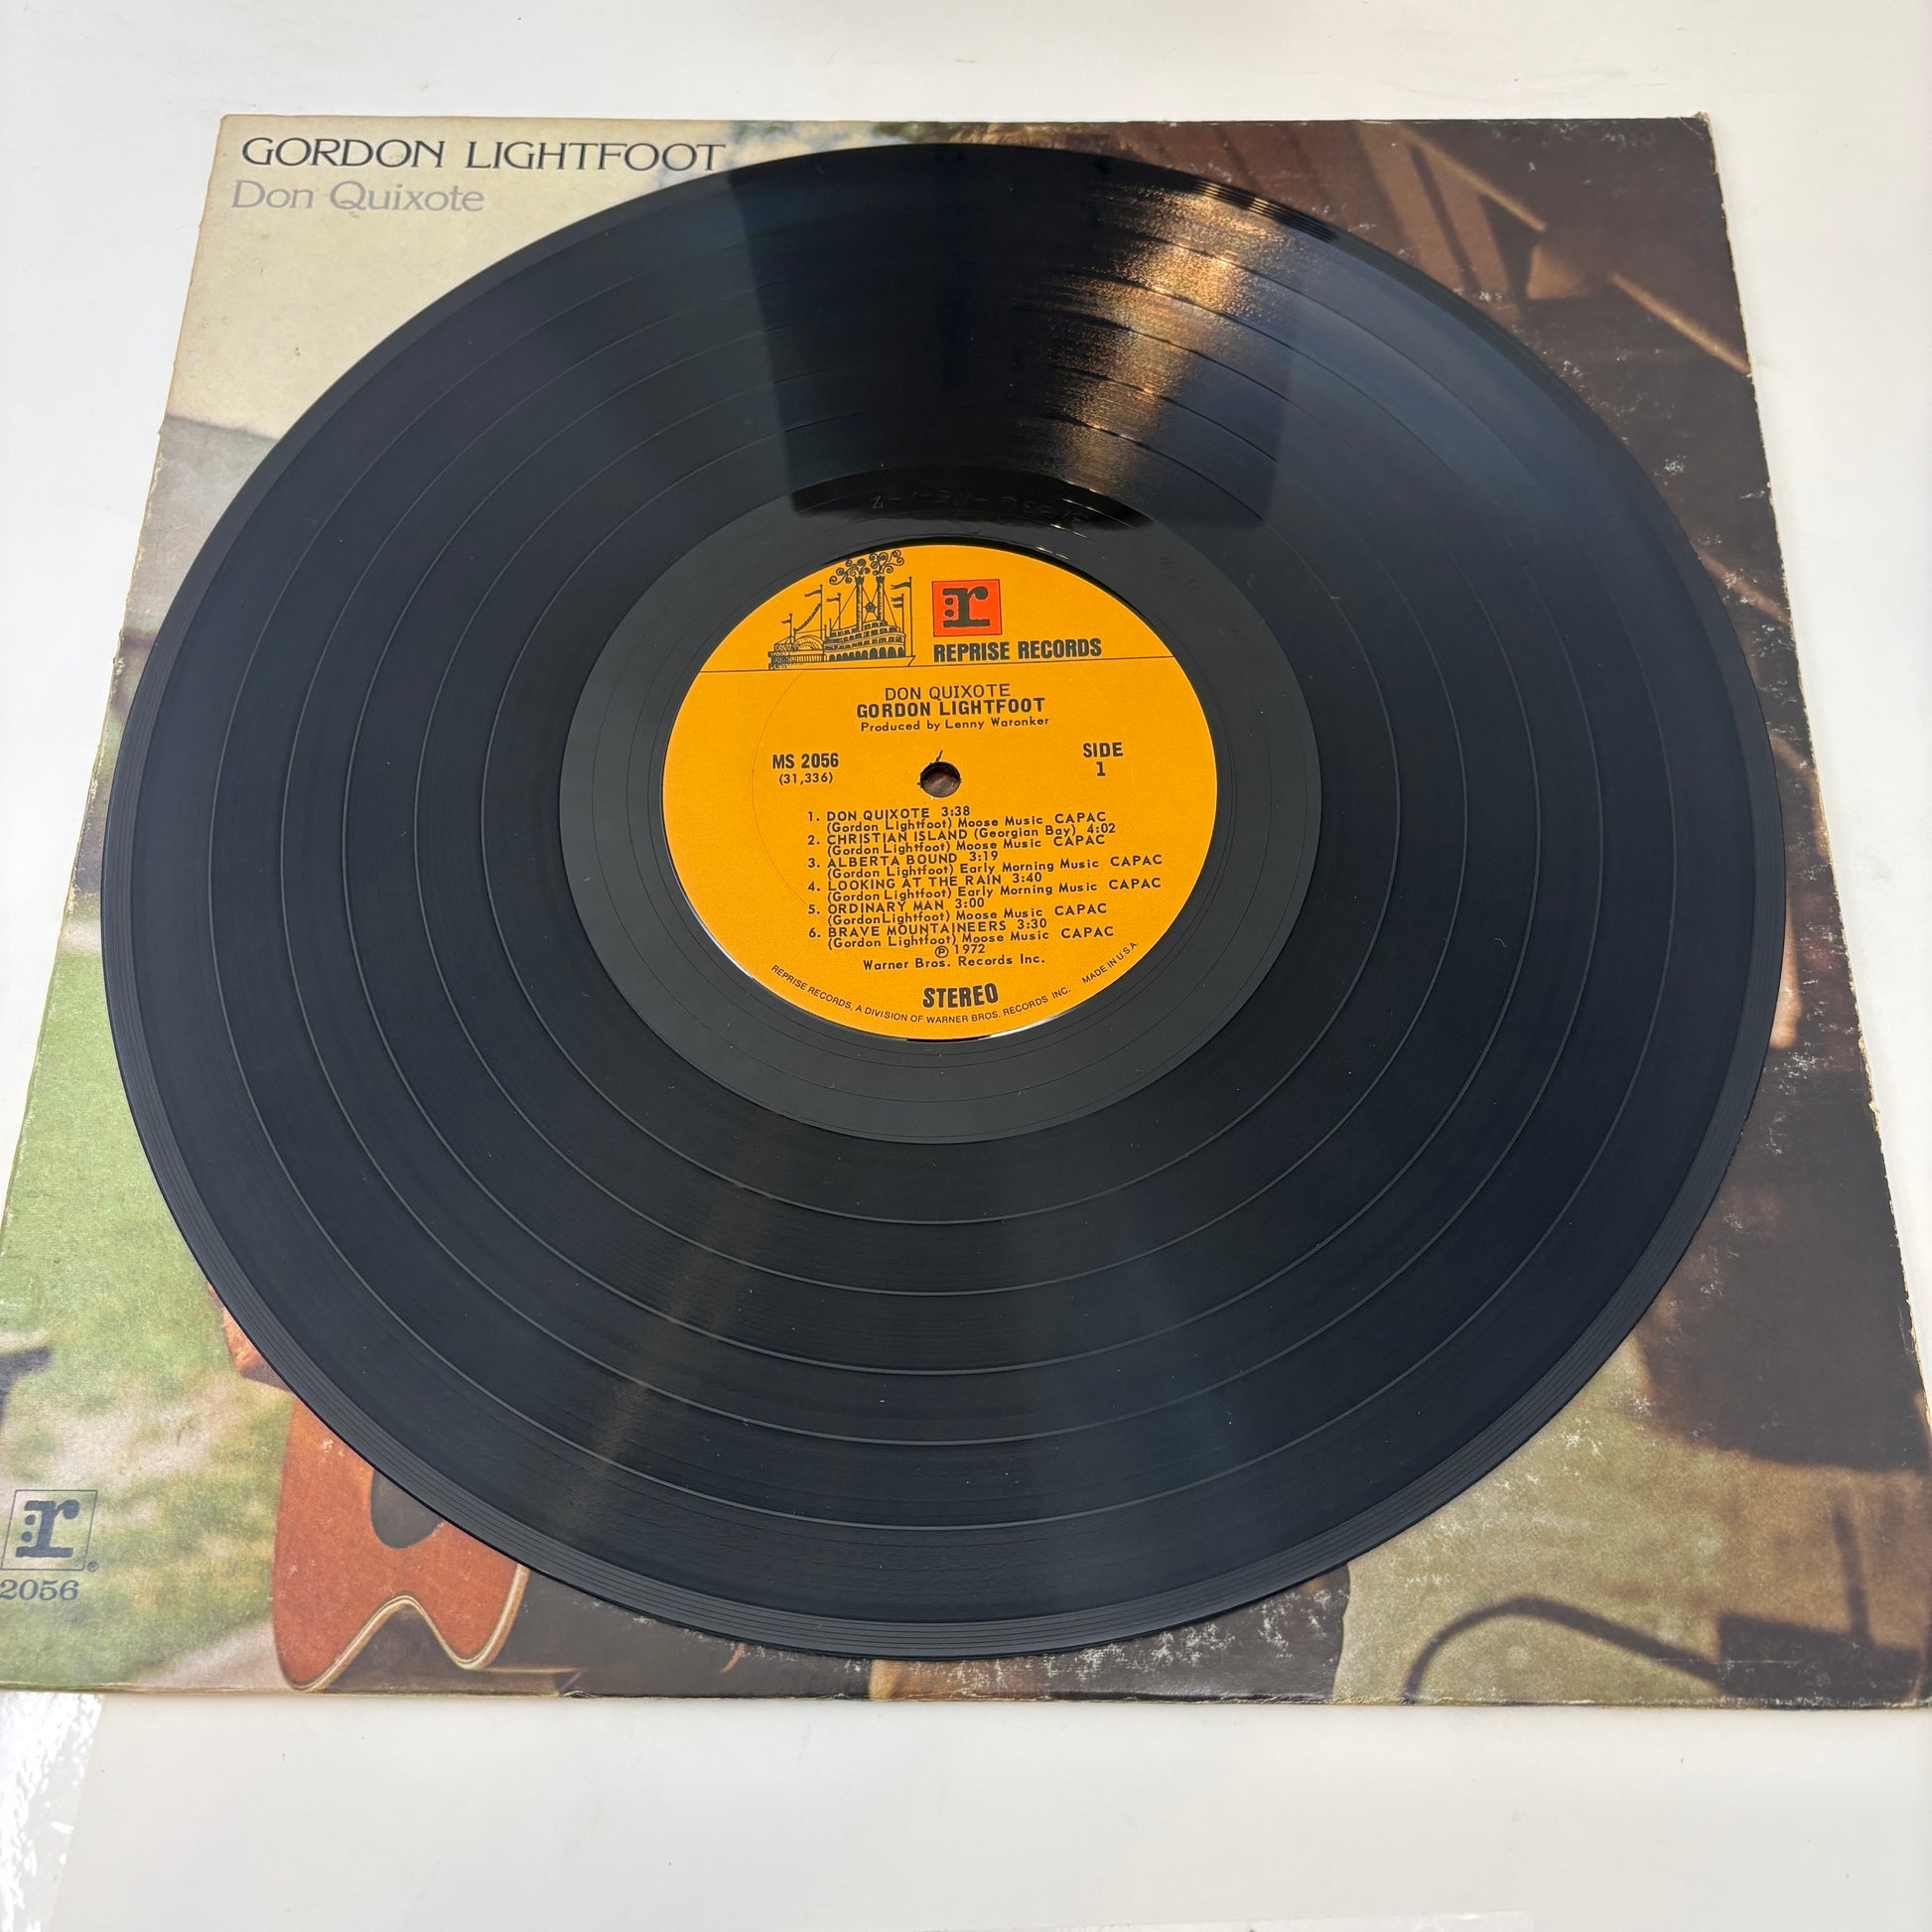 GORDON LIGHTFOOT
Don Quixote
r
REPRISE RECORDS
DON QUIXOTE
GORDON LIGHTFOOT
Produced by Lenny Waronker
MS 2056
(31,336)
SIDE
1
1. DON QUIXOTE 3:38
(Gordon Lightfoot) Moose Music CAPAC
2. CHRISTIAN ISLAND (Georgian Bay) 4:02
(Gordon Lightfoot) Moose Music CAPAC
3. ALBERTA BOUND 3:19
(Gordon Lightfoot) Early Morning Music CAPAC
4. LOOKING AT THE RAIN 3:40
(Gordon Lightfoot) Early Morning Music CAPAC
5. ORDINARY MAN 3:00
(Gordon Lightfoot) Moose Music CAPAC
6. BRAVE MOUNTAINEERS 3:30
(Gordon Lightfoot) Moose Music CAPAC
℗ 1972
Warner Bros. Records Inc.
STEREO
REPRISE RECORDS, A DIVISION OF WARNER BROS. RECORDS INC. MADE IN U.S.A.
r®
2056